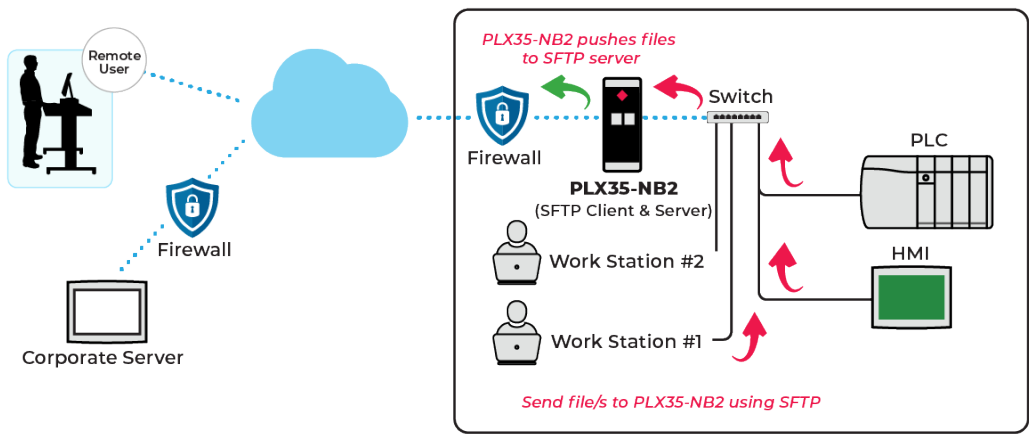 Remote
User
PLX35-NB2 pushes files
to SFTP server
Switch
Firewall
PLC
PLX35-NB2
(SFTP Client & Server)
Firewall
HMI
Work Station #2
Work Station #1
Corporate Server
Send file/s to PLX35-NB2 using SFTP